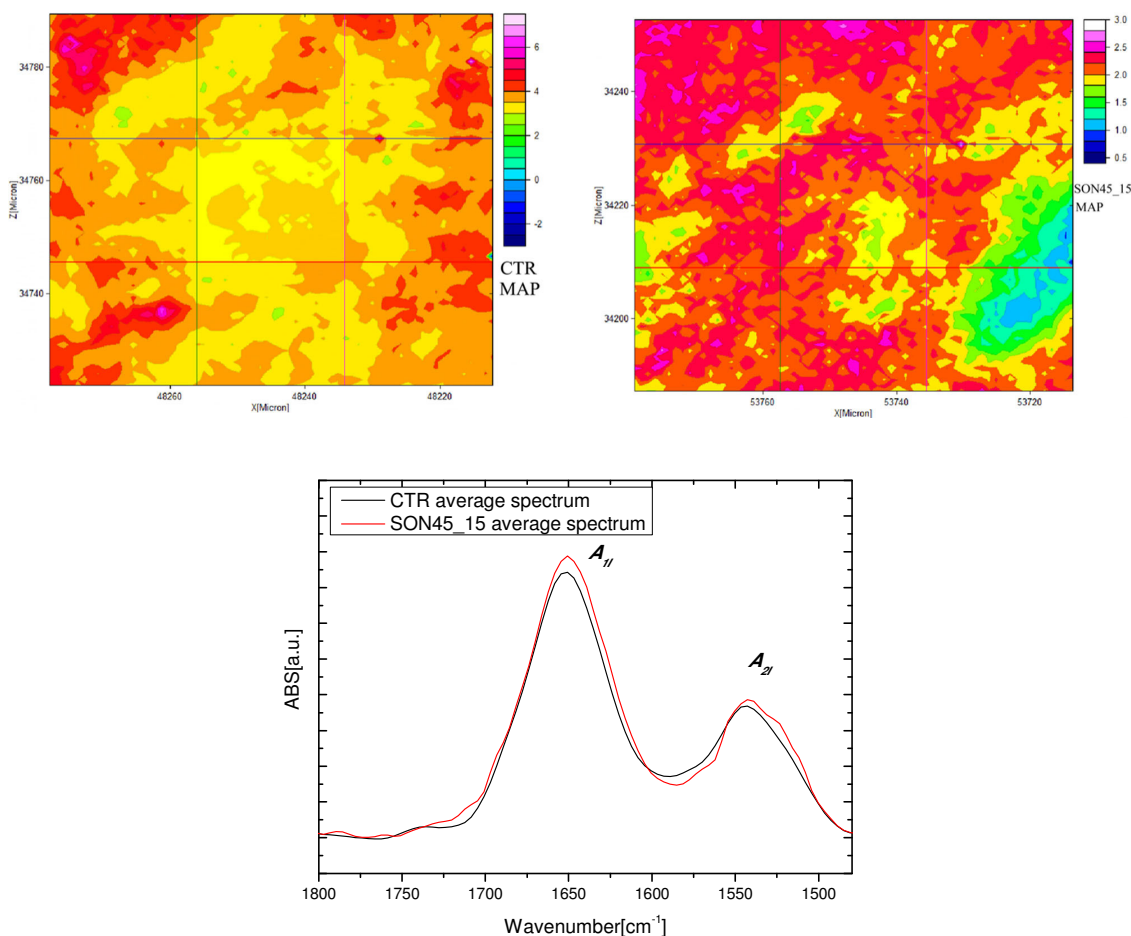 34780
34760
34740
Z[Micron]
48260
48240
48220
X[Micron]
6
4
2
0
-2
CTR
MAP
34240
34220
34200
Z[Micron]
53760
53740
53720
X[Micron]
3.0
2.5
2.0
1.5
1.0
0.5
SON45_15
MAP
CTR average spectrum
SON45_15 average spectrum
A1I
A2I
ABS[a.u.]
1800
1750
1700
1650
1600
1550
1500
Wavenumber[cm-1]